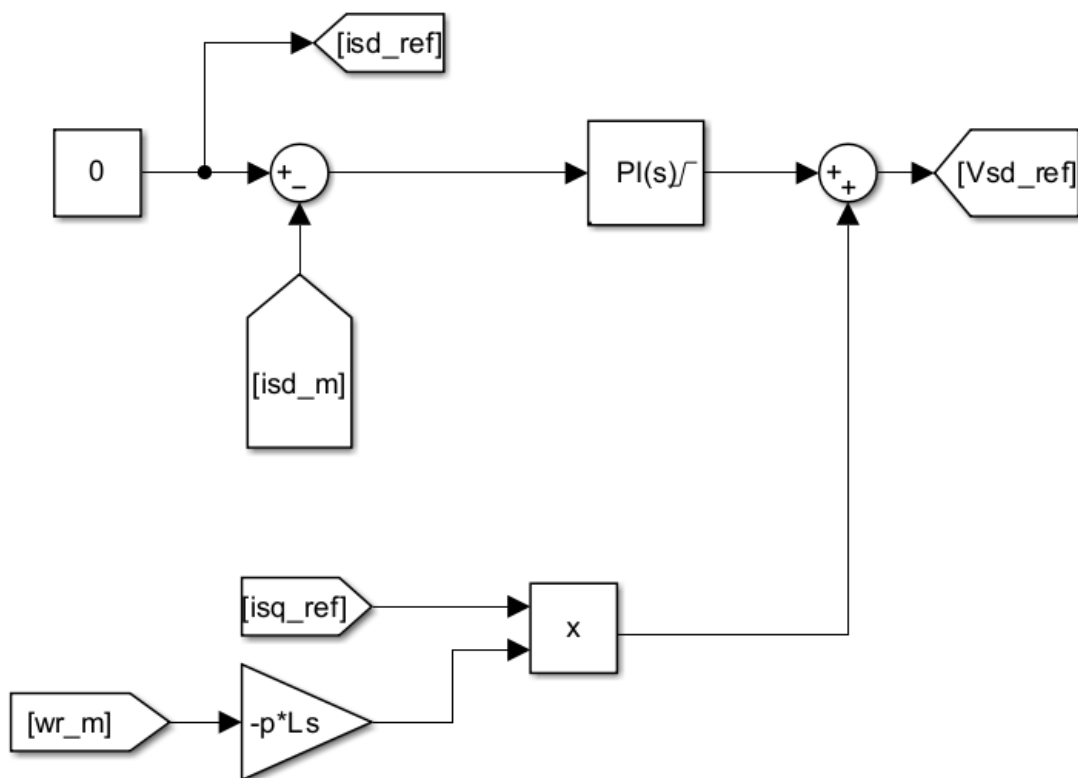 [isd_ref]
0
+
−
PI(s)
+
+
[Vsd_ref]
[isd_m]
[isq_ref]
x
[wr_m]
-p*Ls